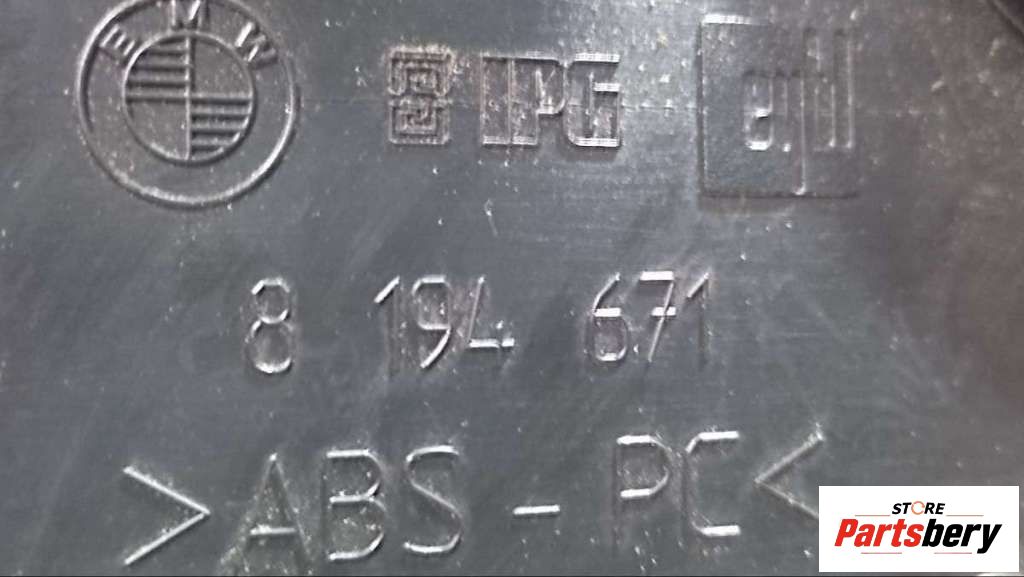 BMW IPG
8 194 671
>ABS-PC<
STORE
Partsbery